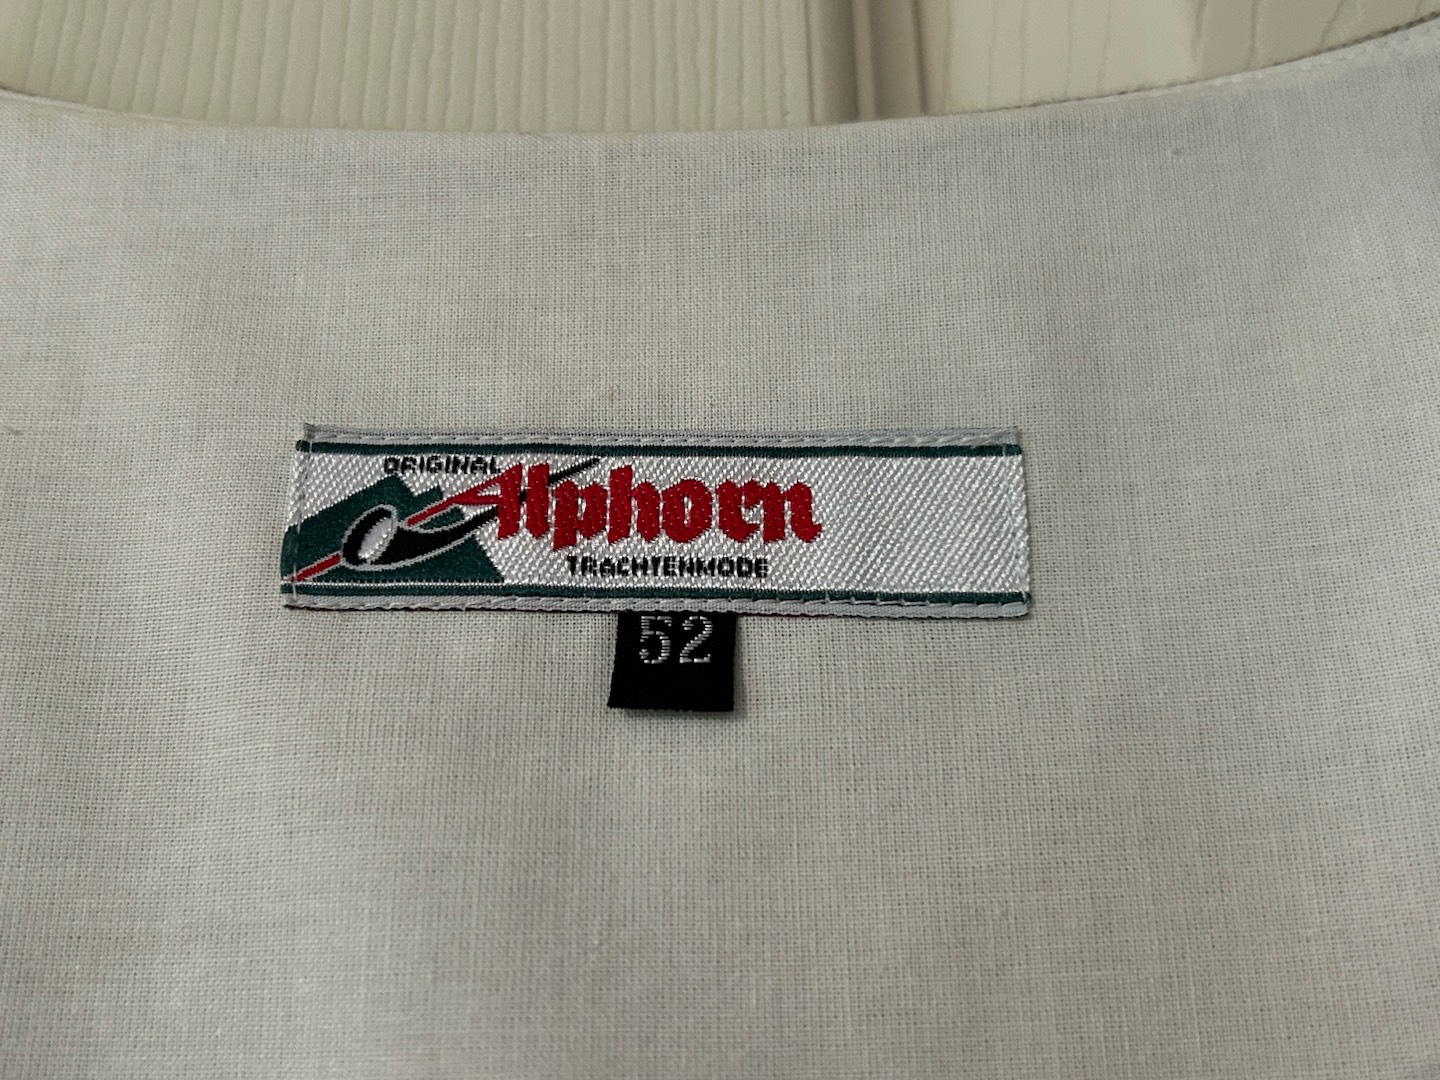 ORIGINAL
Alphorn
TRACHTENMODE
52